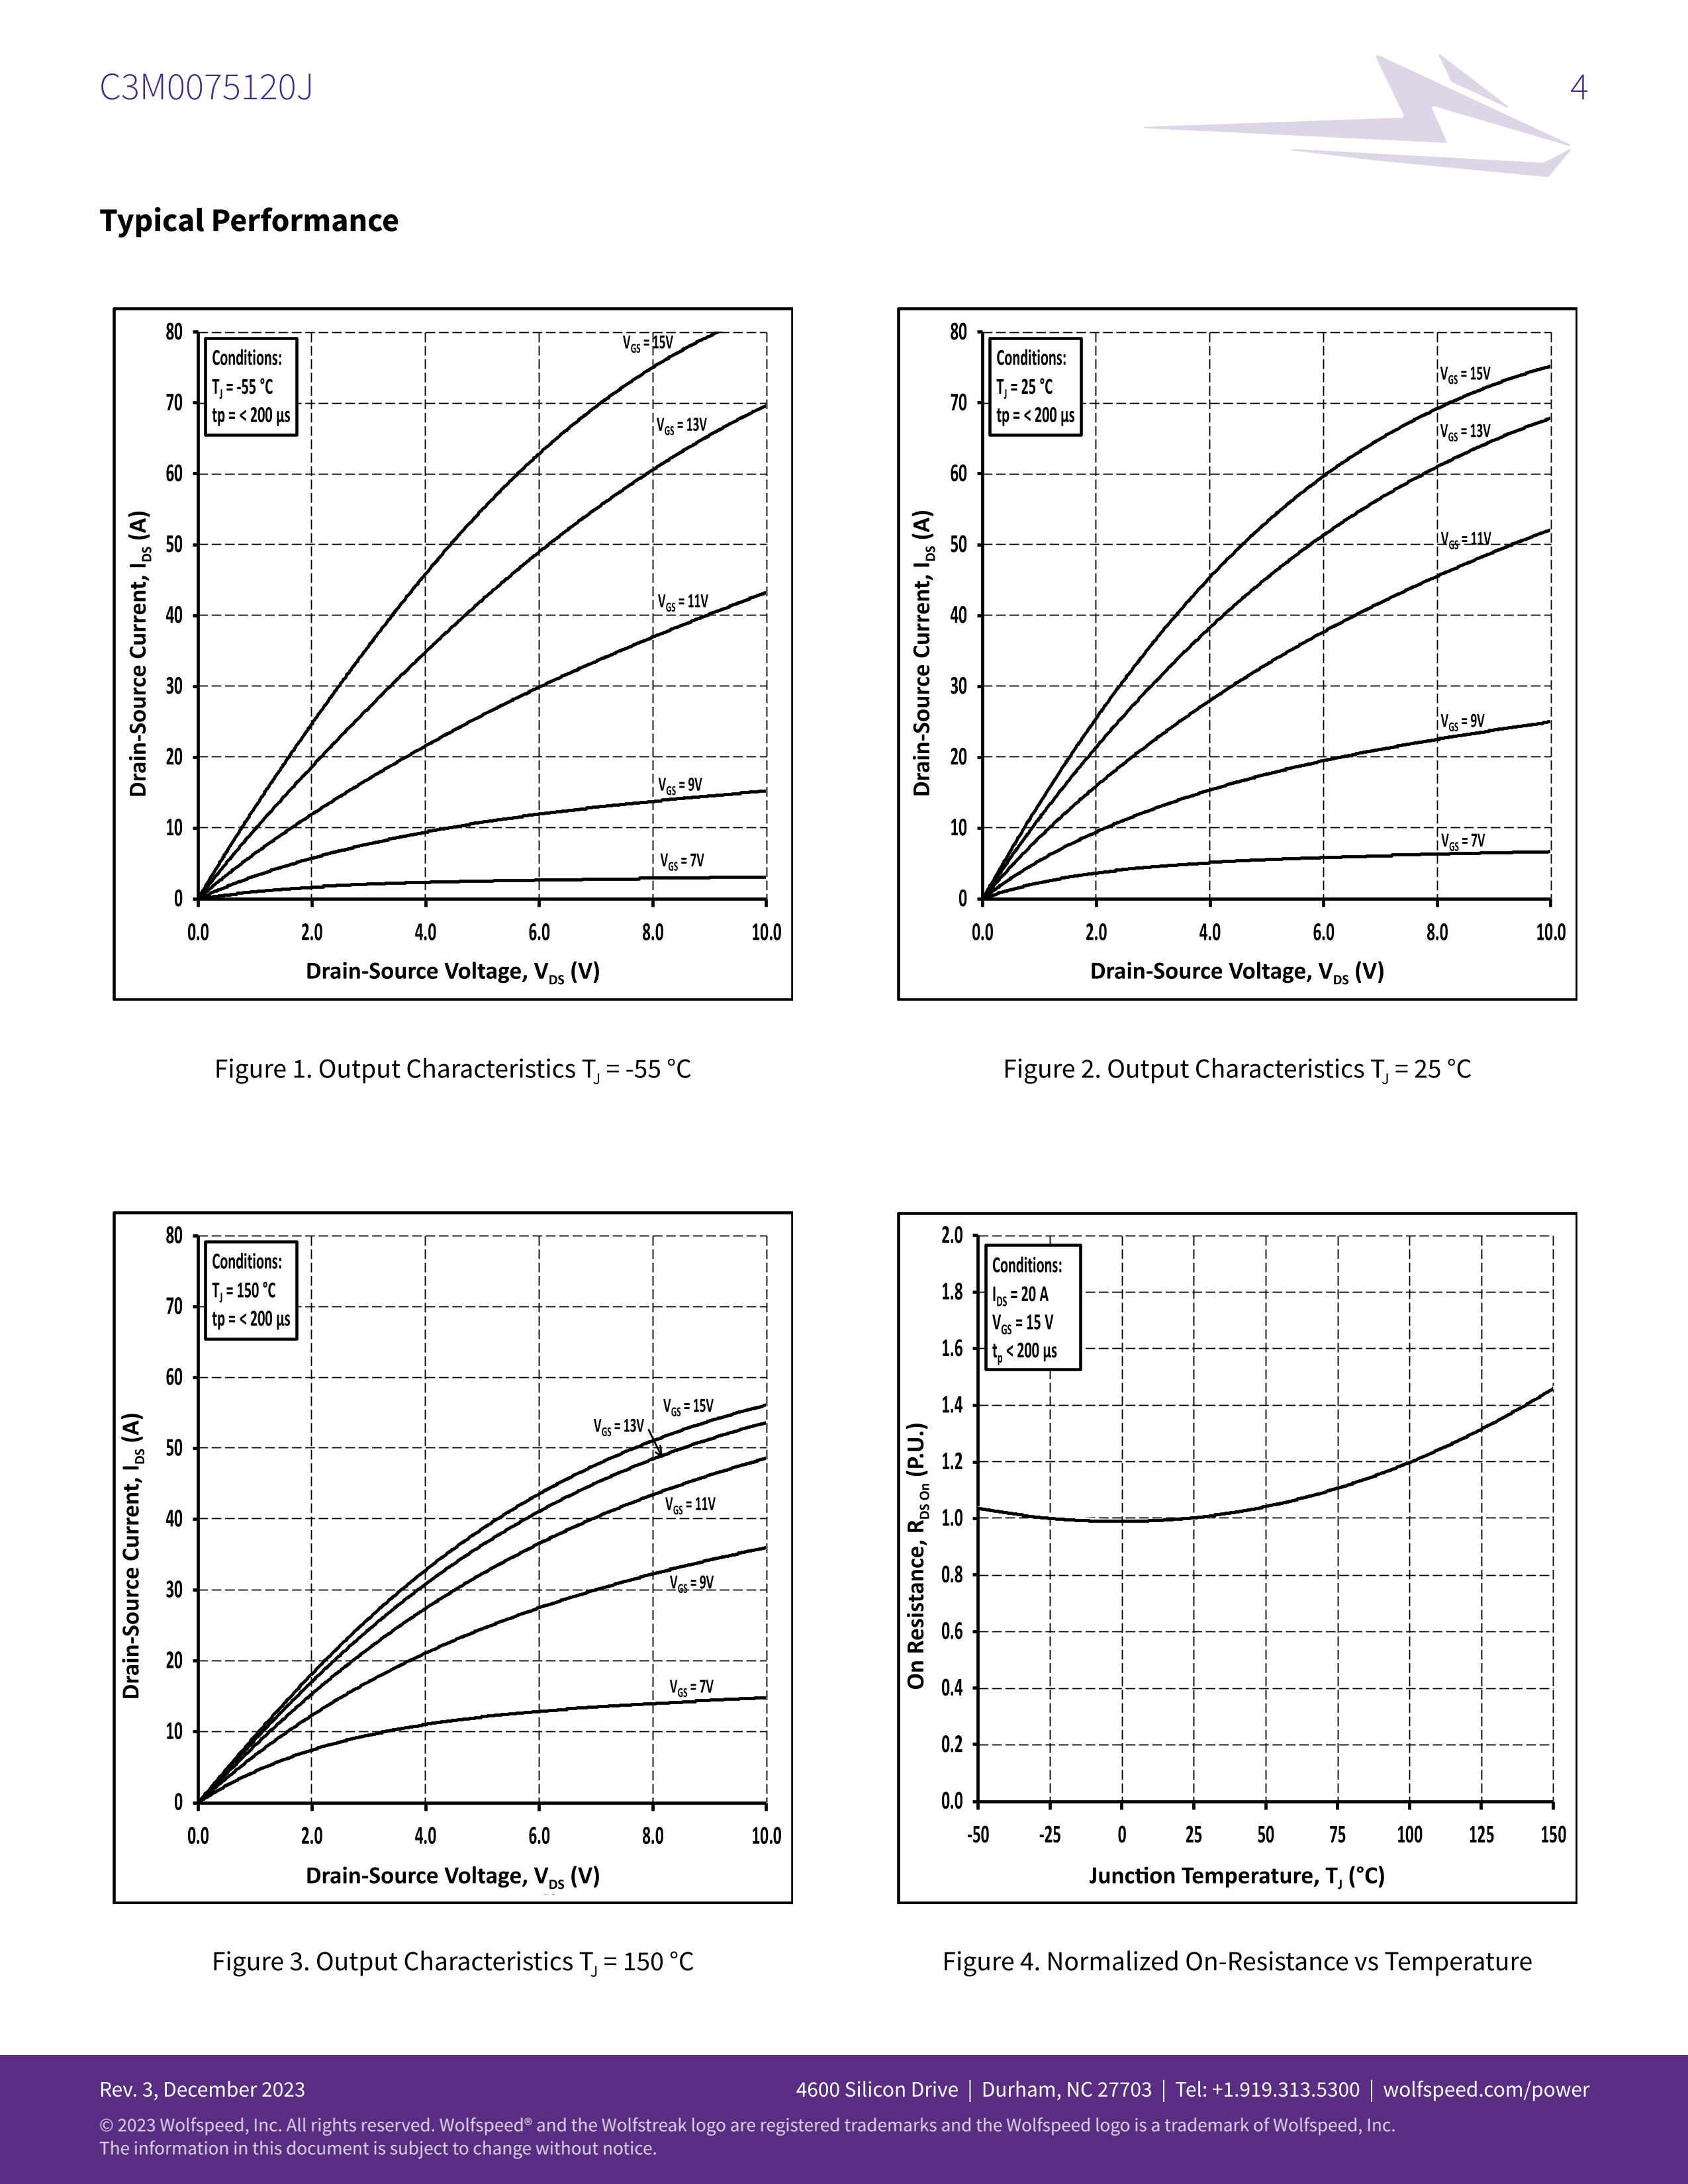 C3M0075120J
4
Typical Performance
80
70
60
50
40
30
20
10
0
Conditions:
TJ = -55 °C
tp = < 200 µs
VGS = 15V
VGS = 13V
VGS = 11V
VGS = 9V
VGS = 7V
Drain-Source Current, IDS (A)
0.0 2.0 4.0 6.0 8.0 10.0
Drain-Source Voltage, VDS (V)
Figure 1. Output Characteristics TJ = -55 °C
80
70
60
50
40
30
20
10
0
Conditions:
TJ = 25 °C
tp = < 200 µs
VGS = 15V
VGS = 13V
VGS = 11V
VGS = 9V
VGS = 7V
Drain-Source Current, IDS (A)
0.0 2.0 4.0 6.0 8.0 10.0
Drain-Source Voltage, VDS (V)
Figure 2. Output Characteristics TJ = 25 °C
80
70
60
50
40
30
20
10
0
Conditions:
TJ = 150 °C
tp = < 200 µs
VGS = 15V
VGS = 13V
VGS = 11V
VGS = 9V
VGS = 7V
Drain-Source Current, IDS (A)
0.0 2.0 4.0 6.0 8.0 10.0
Drain-Source Voltage, VDS (V)
Figure 3. Output Characteristics TJ = 150 °C
2.0
1.8
1.6
1.4
1.2
1.0
0.8
0.6
0.4
0.2
0.0
Conditions:
IDS = 20 A
VGS = 15 V
tp < 200 µs
On Resistance, RDS On (P.U.)
-50 -25 0 25 50 75 100 125 150
Junction Temperature, TJ (°C)
Figure 4. Normalized On-Resistance vs Temperature
Rev. 3, December 2023
4600 Silicon Drive | Durham, NC 27703 | Tel: +1.919.313.5300 | wolfspeed.com/power
© 2023 Wolfspeed, Inc. All rights reserved. Wolfspeed® and the Wolfstreak logo are registered trademarks and the Wolfspeed logo is a trademark of Wolfspeed, Inc.
The information in this document is subject to change without notice.